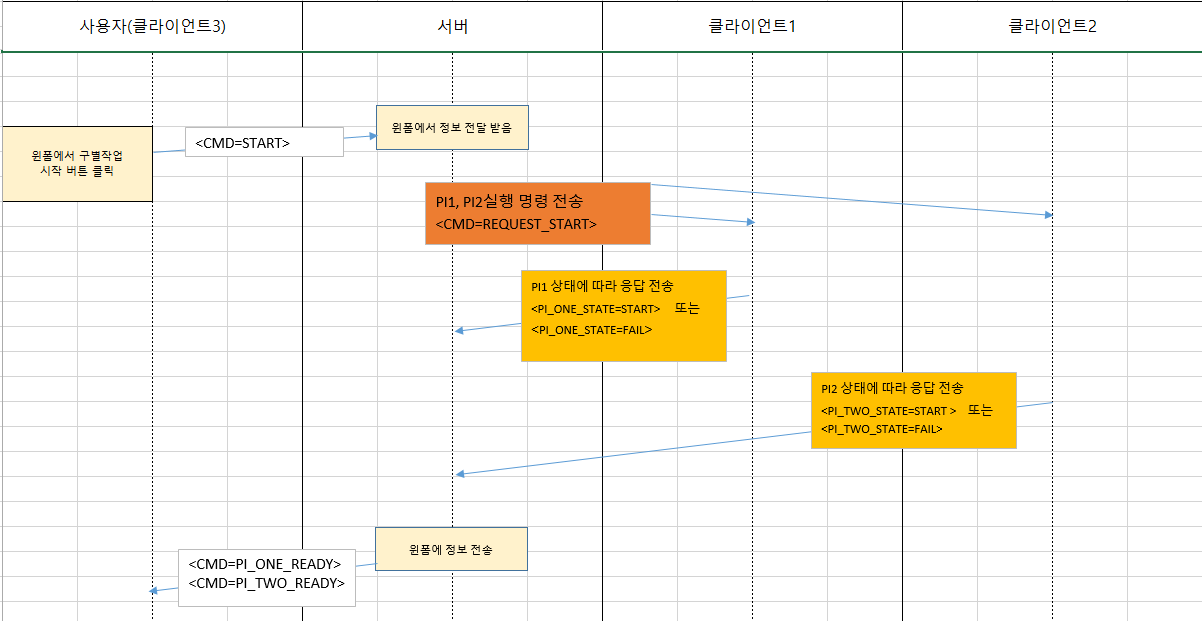 사용자(클라이언트3)
서버
클라이언트1
클라이언트2
윈폼에서 정보 전달 받음
윈폼에서 구별작업
시작 버튼 클릭
<CMD=START>
PI1, PI2실행 명령 전송
<CMD=REQUEST_START>
PI1 상태에 따라 응답 전송
<PI_ONE_STATE=START> 또는
<PI_ONE_STATE=FAIL>
PI2 상태에 따라 응답 전송
<PI_TWO_STATE=START > 또는
<PI_TWO_STATE=FAIL>
윈폼에 정보 전송
<CMD=PI_ONE_READY>
<CMD=PI_TWO_READY>